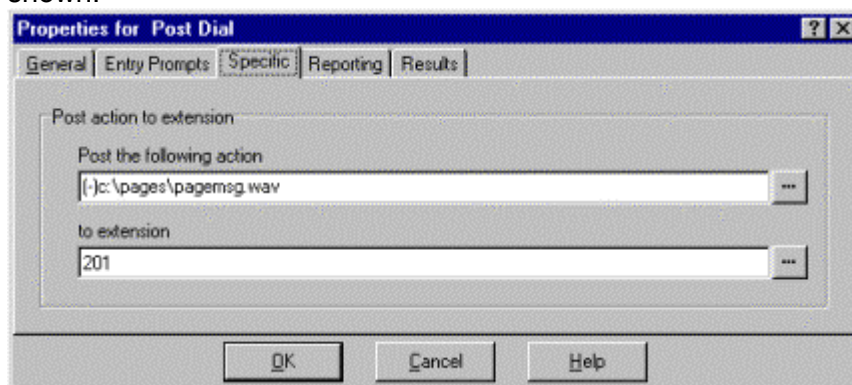 shown.
Properties for Post Dial
General Entry Prompts Specific Reporting Results
Post action to extension
Post the following action
(-)c:\pages\pagemsg.wav
...
to extension
201
...
OK Cancel Help